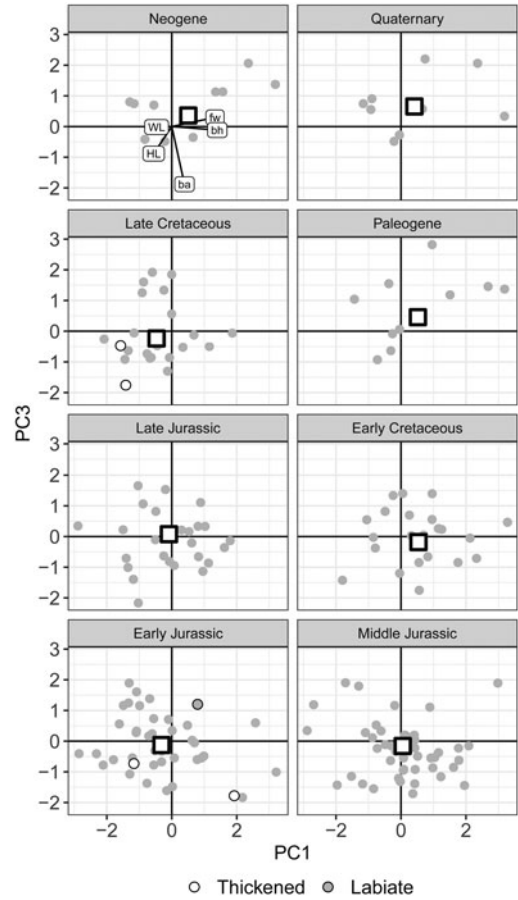 Neogene
Quaternary
3
2
1
0
−1
−2
WL
HL
fw
bh
ba
Late Cretaceous
Paleogene
3
2
1
0
−1
−2
PC3
Late Jurassic
Early Cretaceous
3
2
1
0
−1
−2
Early Jurassic
Middle Jurassic
3
2
1
0
−1
−2
−2 0 2 −2 0 2
PC1
Thickened Labiate